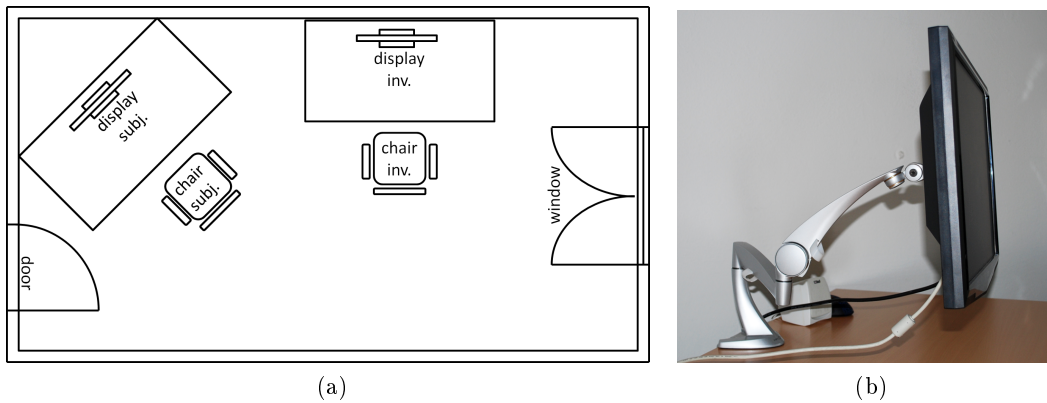 display
subj.
display
inv.
chair
subj.
chair
inv.
window
door
(a)
(b)